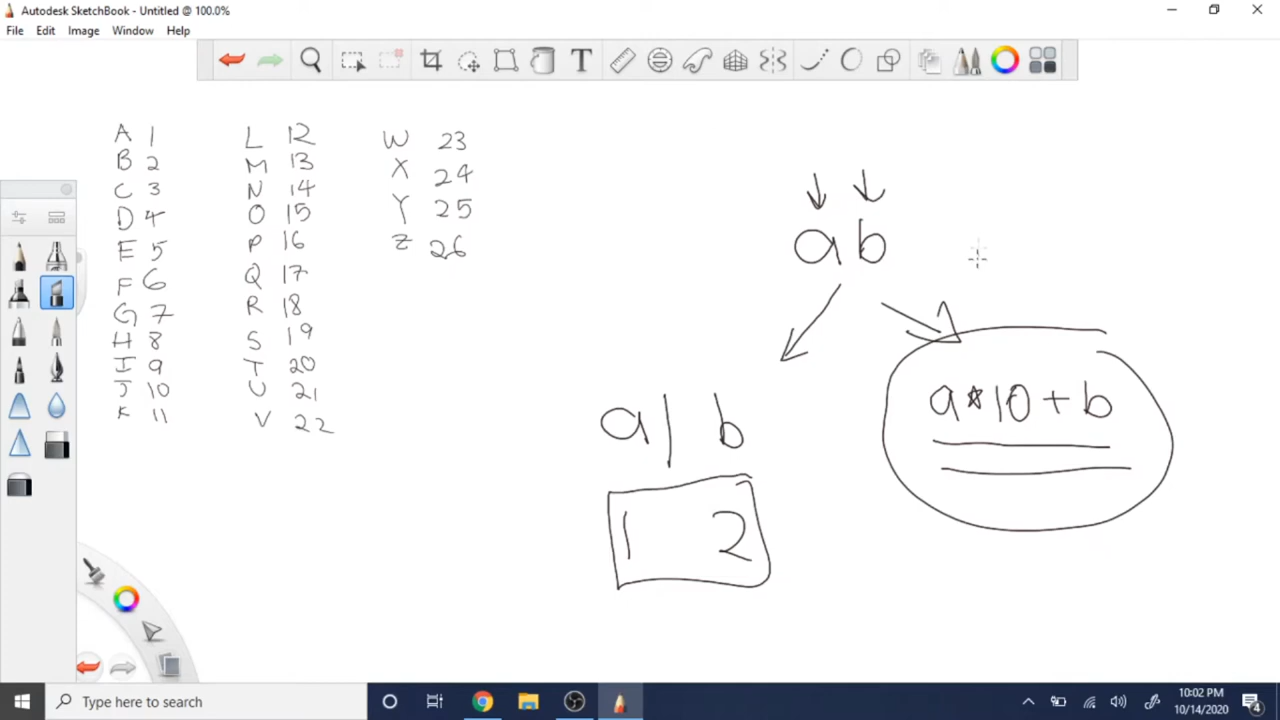 Autodesk SketchBook - Untitled @ 100.0%
File Edit Image Window Help
A 1
B 2
C 3
D 4
E 5
F 6
G 7
H 8
I 9
J 10
K 11
L 12
M 13
N 14
O 15
P 16
Q 17
R 18
S 19
T 20
U 21
V 22
W 23
X 24
Y 25
Z 26
ab
a | b
1 2
a*10+b
Type here to search
10:02 PM
10/14/2020
4